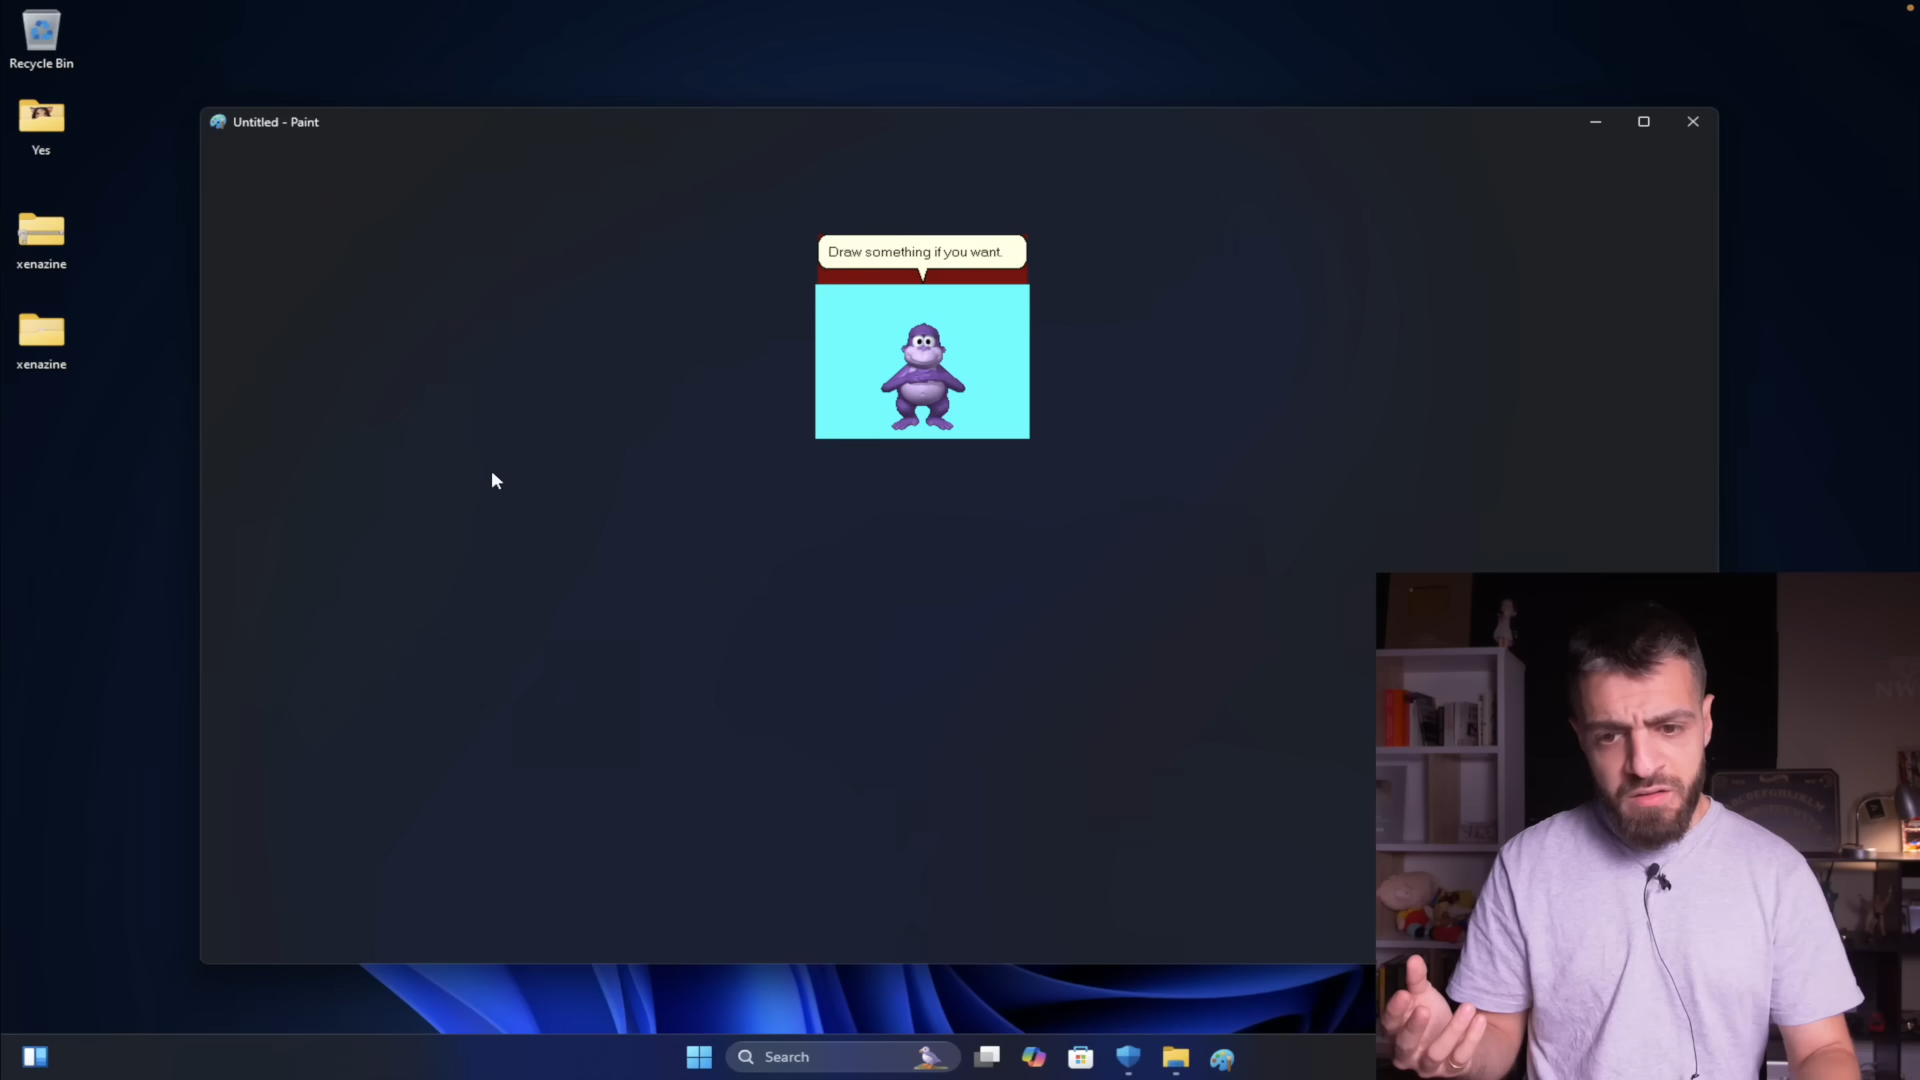 Recycle Bin
Yes
xenazine
xenazine
Untitled - Paint
Draw something if you want.
Search